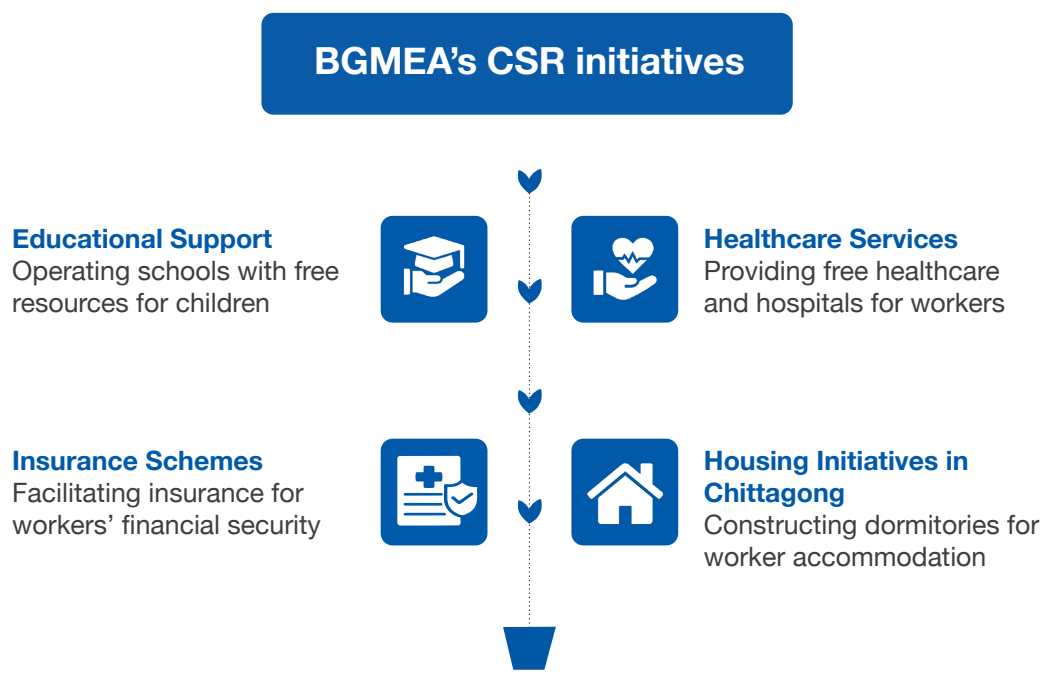 BGMEA’s CSR initiatives
Educational Support
Operating schools with free
resources for children
Healthcare Services
Providing free healthcare
and hospitals for workers
Insurance Schemes
Facilitating insurance for
workers’ financial security
Housing Initiatives in
Chittagong
Constructing dormitories for
worker accommodation